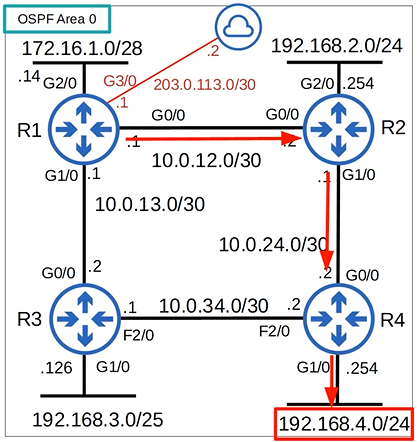 OSPF Area 0
172.16.1.0/28
192.168.2.0/24
.14
G2/0
G3/0
.1
203.0.113.0/30
.2
G2/0
.254
R1
G0/0
G0/0
R2
.1
.2
10.0.12.0/30
G1/0
.1
.1
G1/0
10.0.13.0/30
10.0.24.0/30
G0/0
.2
.2
G0/0
R3
.1
10.0.34.0/30
.2
R4
F2/0
F2/0
.126
G1/0
G1/0
.254
192.168.3.0/25
192.168.4.0/24